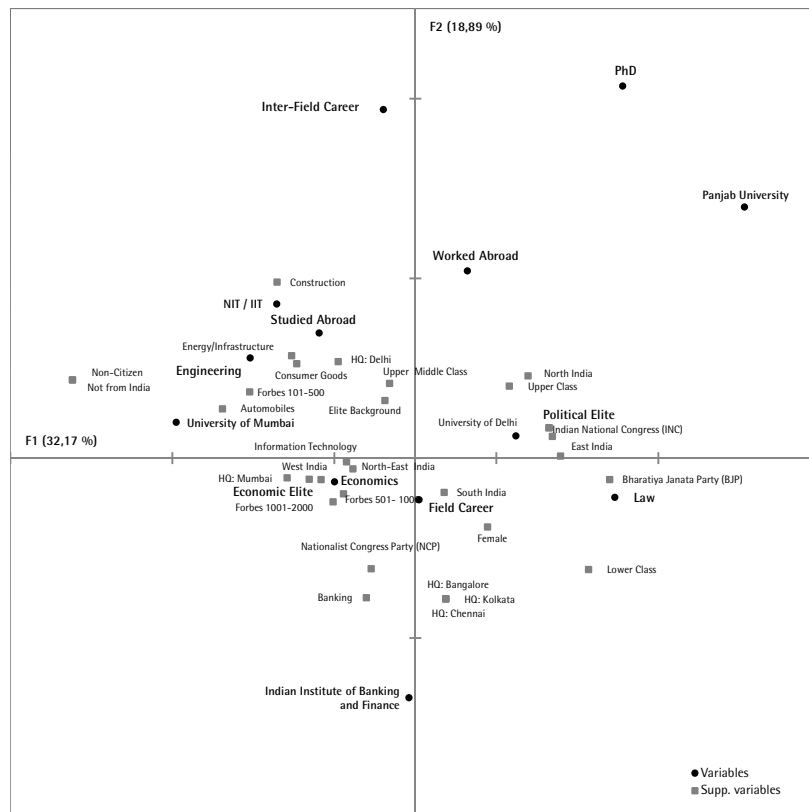 F2 (18,89 %)
PhD
Inter-Field Career
Panjab University
Worked Abroad
Construction
NIT / IIT
Studied Abroad
Energy/Infrastructure
HQ: Delhi
Engineering
Consumer Goods
Upper Middle Class
North India
Non-Citizen
Not from India
Upper Class
Forbes 101-500
Automobiles
Elite Background
Political Elite
University of Mumbai
University of Delhi
Indian National Congress (INC)
F1 (32,17 %)
Information Technology
East India
West India
North-East India
HQ: Mumbai
Economics
Bharatiya Janata Party (BJP)
Economic Elite
Forbes 501- 100
South India
Law
Forbes 1001-2000
Field Career
Female
Nationalist Congress Party (NCP)
Lower Class
HQ: Bangalore
Banking
HQ: Kolkata
HQ: Chennai
Indian Institute of Banking
and Finance
Variables
Supp. variables